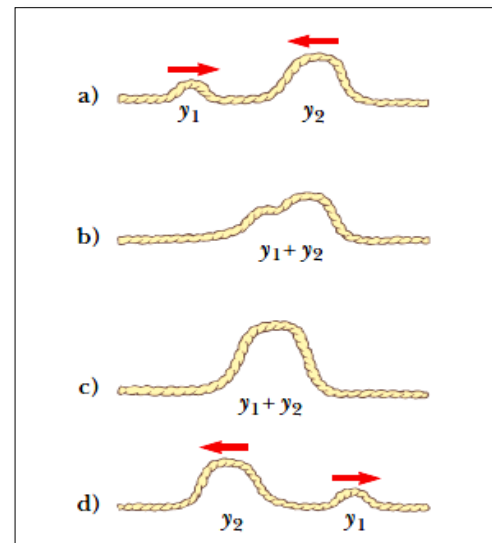 a)
y₁ y₂
b)
y₁ + y₂
c)
y₁ + y₂
d)
y₂ y₁